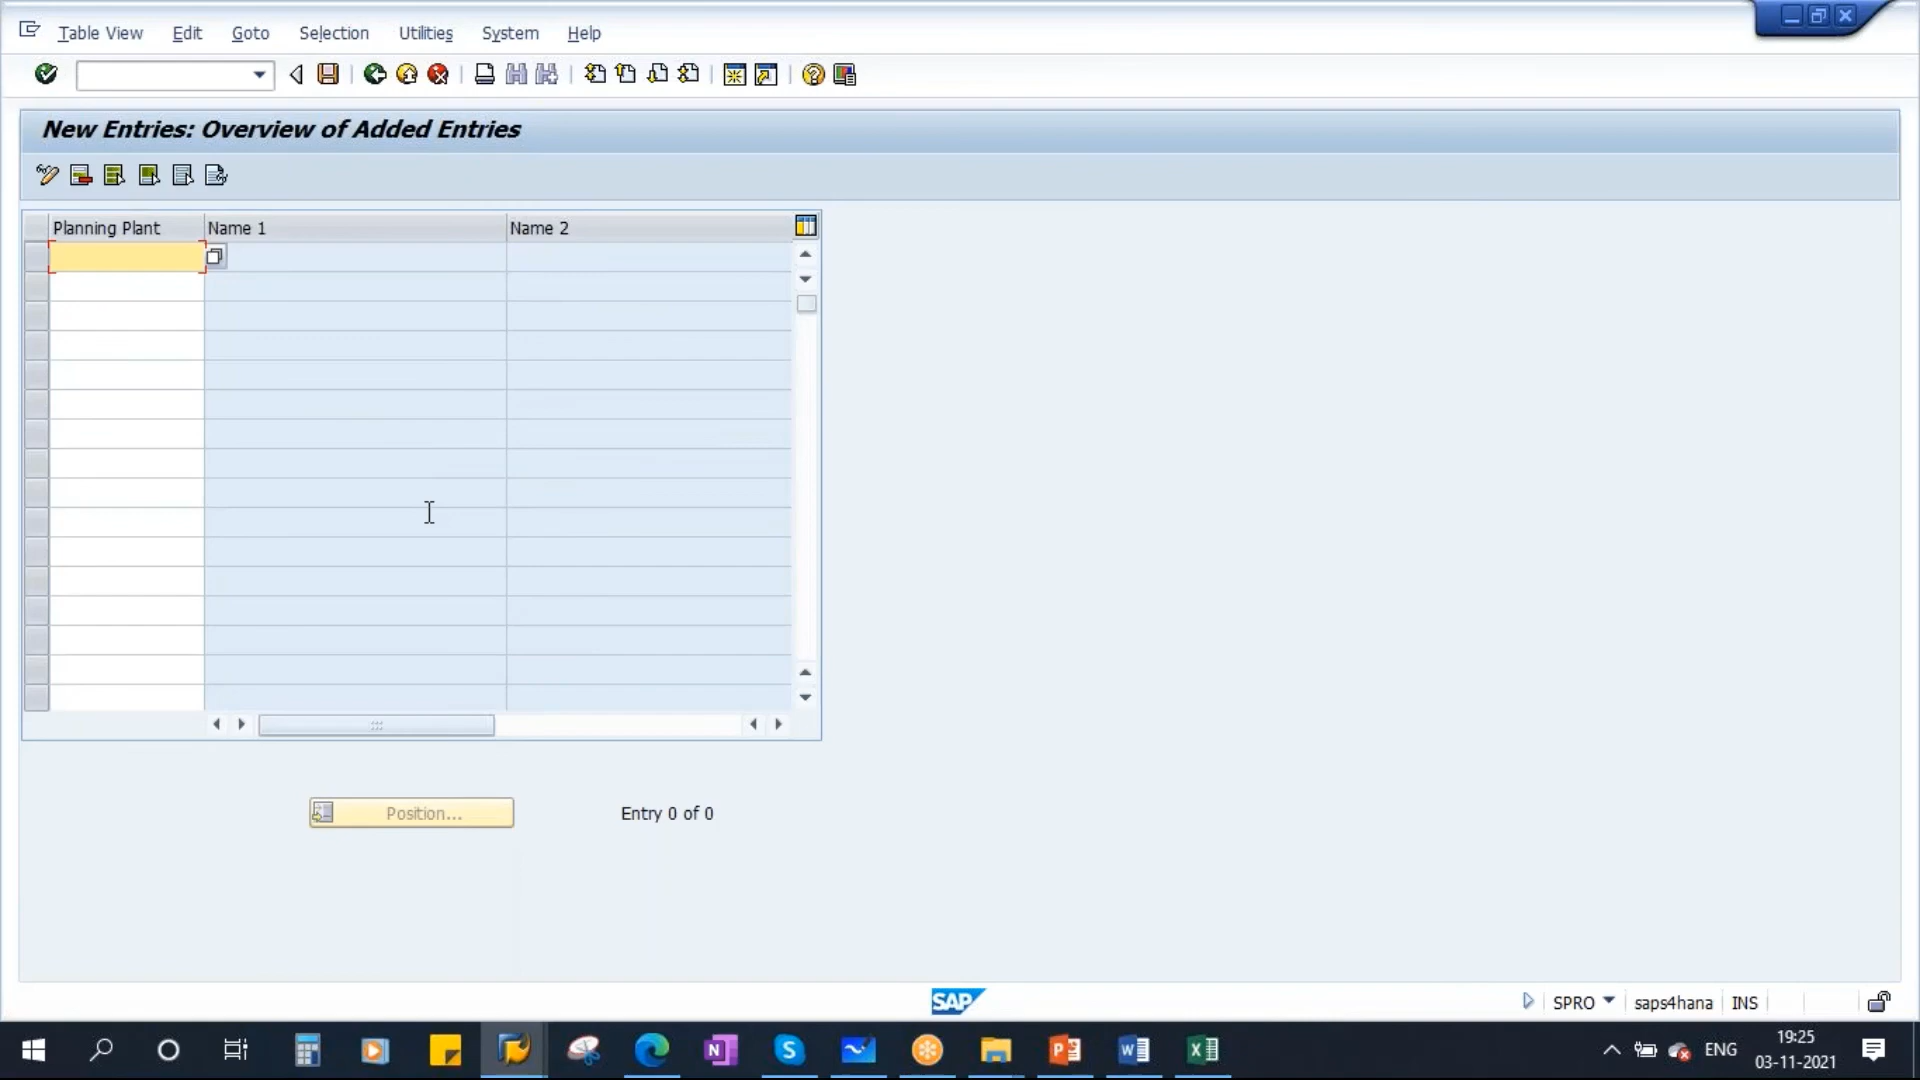 Table View Edit Goto Selection Utilities System Help
New Entries: Overview of Added Entries
Planning Plant Name 1 Name 2
Position... Entry 0 of 0
SAP SPRO saps4hana INS
19:25
ENG
03-11-2021